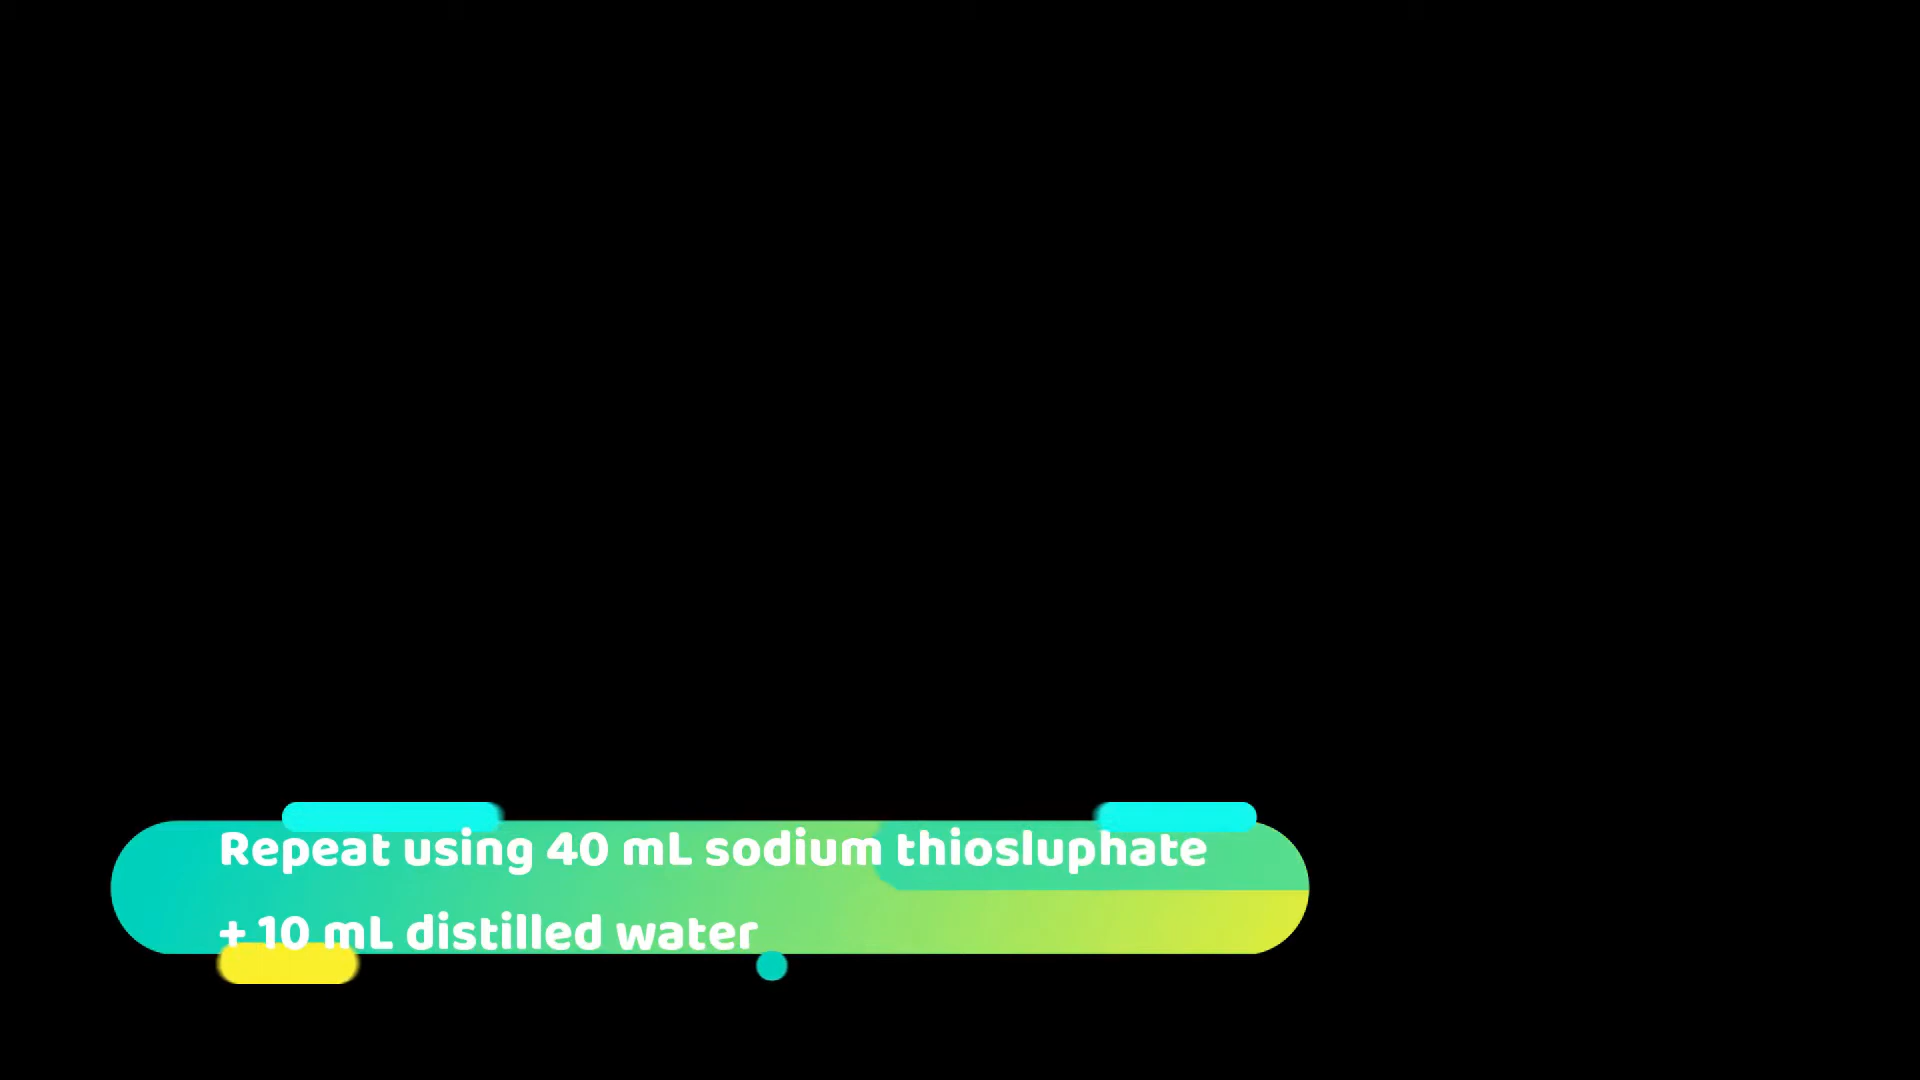 Repeat using 40 mL sodium thiosluphate
+ 10 mL distilled water